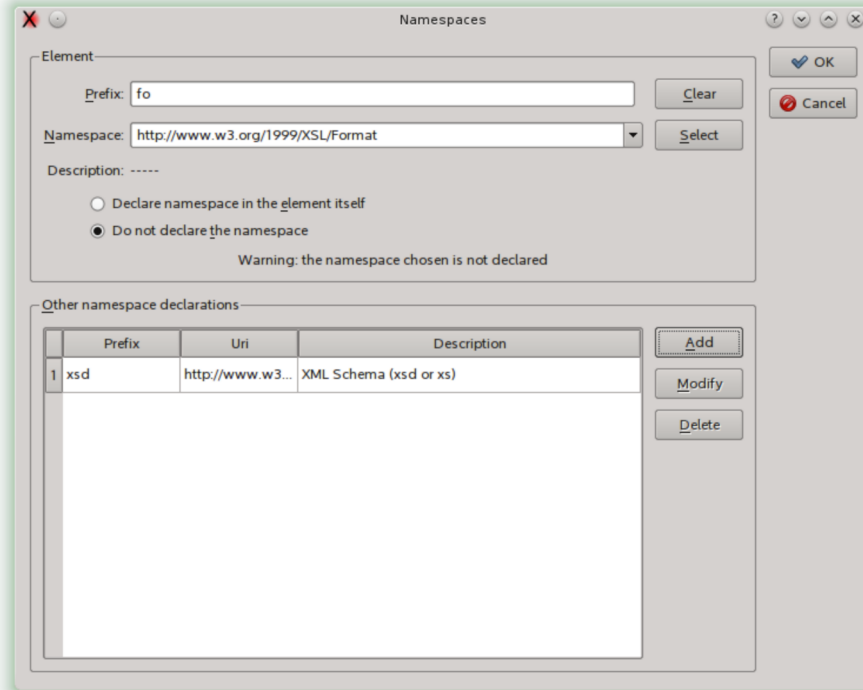 Namespaces
Element
Prefix: fo Clear
OK
Cancel
Namespace: http://www.w3.org/1999/XSL/Format Select
Description: -----
Declare namespace in the element itself
Do not declare the namespace
Warning: the namespace chosen is not declared
Other namespace declarations
Prefix Uri Description
1 xsd http://www.w3... XML Schema (xsd or xs)
Add
Modify
Delete